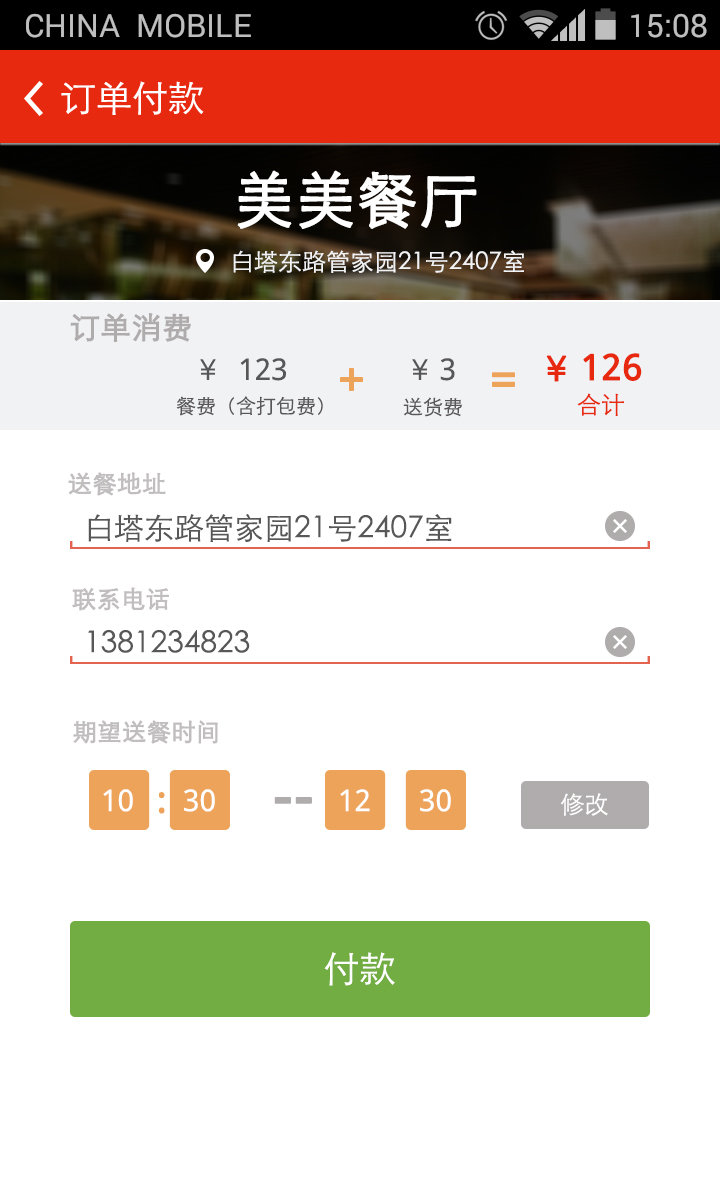 CHINA MOBILE 15:08
订单付款
美美餐厅
白塔东路管家园21号2407室
订单消费
¥ 123 + ¥ 3 = ¥ 126
餐费（含打包费） 送货费 合计
送餐地址
白塔东路管家园21号2407室
联系电话
1381234823
期望送餐时间
10 : 30 -- 12 30 修改
付款